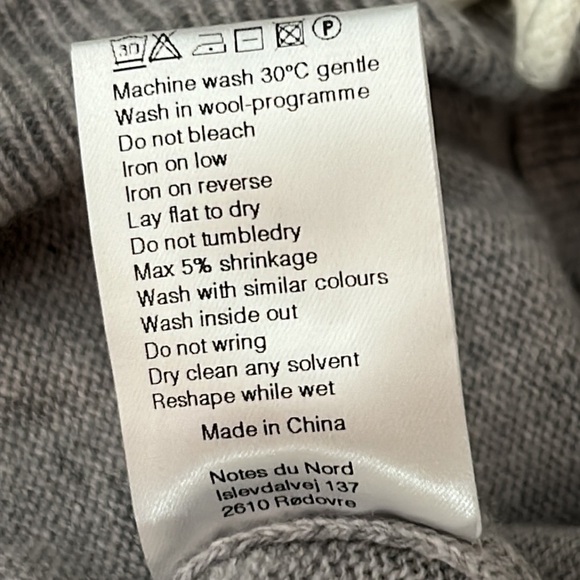 30 P
Machine wash 30°C gentle
Wash in wool-programme
Do not bleach
Iron on low
Iron on reverse
Lay flat to dry
Do not tumbledry
Max 5% shrinkage
Wash with similar colours
Wash inside out
Do not wring
Dry clean any solvent
Reshape while wet
Made in China
Notes du Nord
Islevdalvej 137
2610 Rødovre